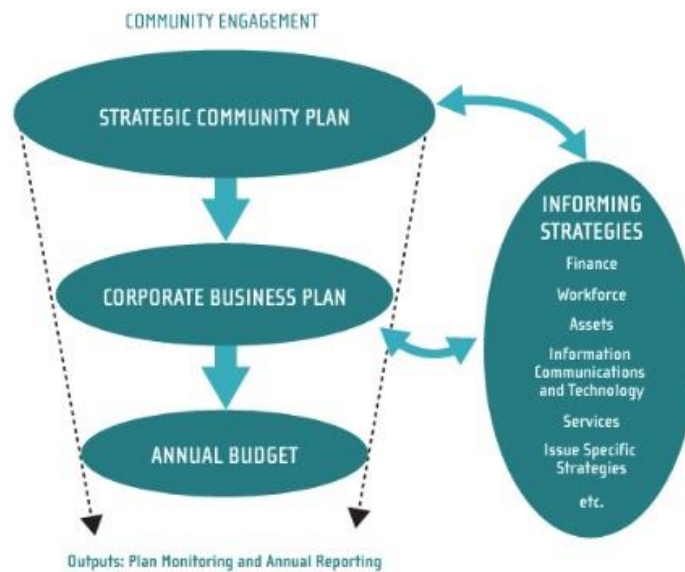 COMMUNITY ENGAGEMENT
STRATEGIC COMMUNITY PLAN
CORPORATE BUSINESS PLAN
ANNUAL BUDGET
INFORMING
STRATEGIES
Finance
Workforce
Assets
Information
Communications
and Technology
Services
Issue Specific
Strategies
etc.
Outputs: Plan Monitoring and Annual Reporting